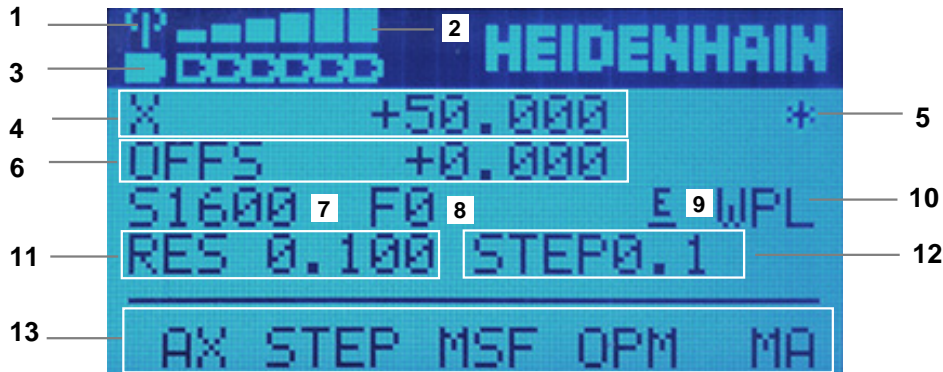 1 2 HEIDENHAIN
3
4 X +50.000 * 5
6 OFFS +0.000
S1600 7 F0 8 E 9 WPL 10
11 RES 0.100 STEP0.1 12
13 AX STEP MSF OPM MA